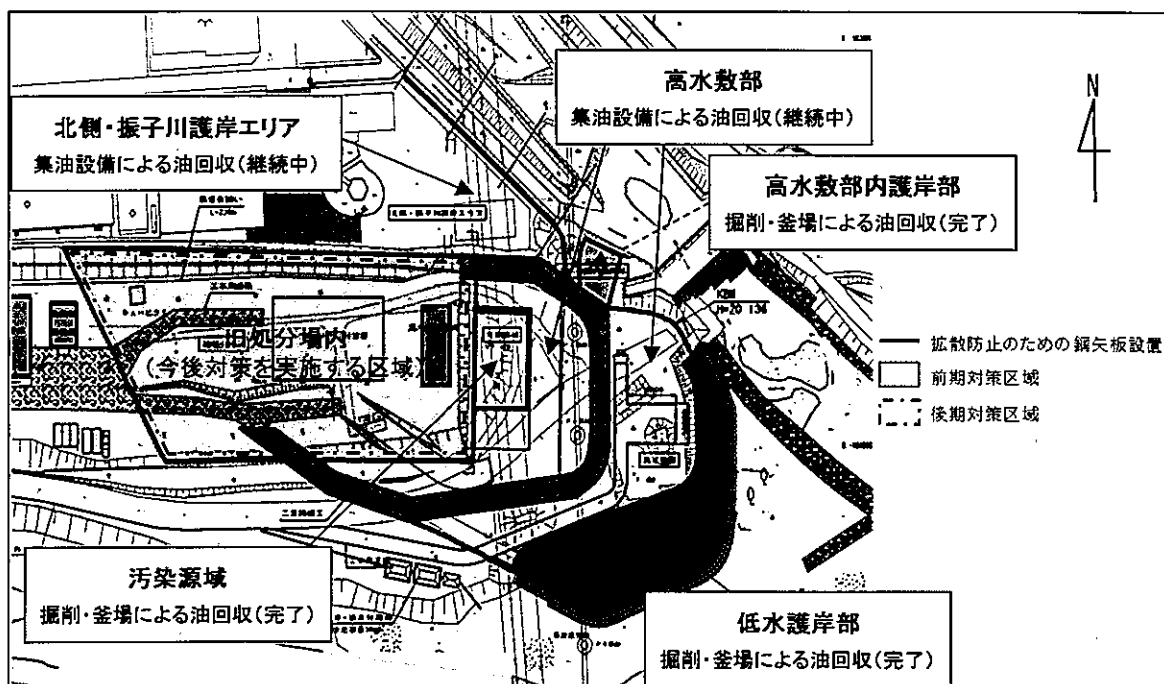 高水敷部
集油設備による油回収(継続中)
N
北側・振子川護岸エリア
集油設備による油回収(継続中)
高水敷部内護岸部
掘削・釜場による油回収(完了)
KBM
H=20.136
旧処分場内
(今後対策を実施する区域)
拡散防止のための鋼矢板設置
前期対策区域
後期対策区域
汚染源域
掘削・釜場による油回収(完了)
低水護岸部
掘削・釜場による油回収(完了)